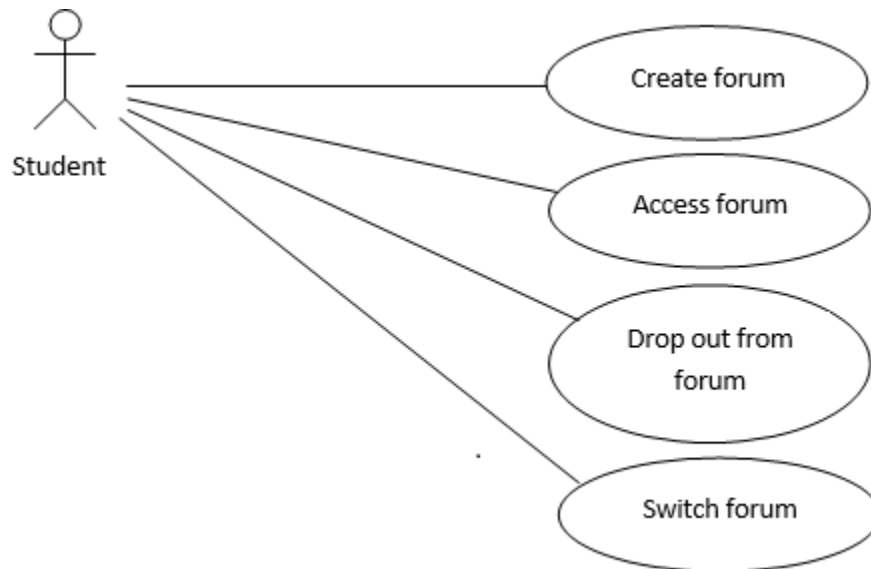 Create forum
Student
Access forum
Drop out from
forum
Switch forum